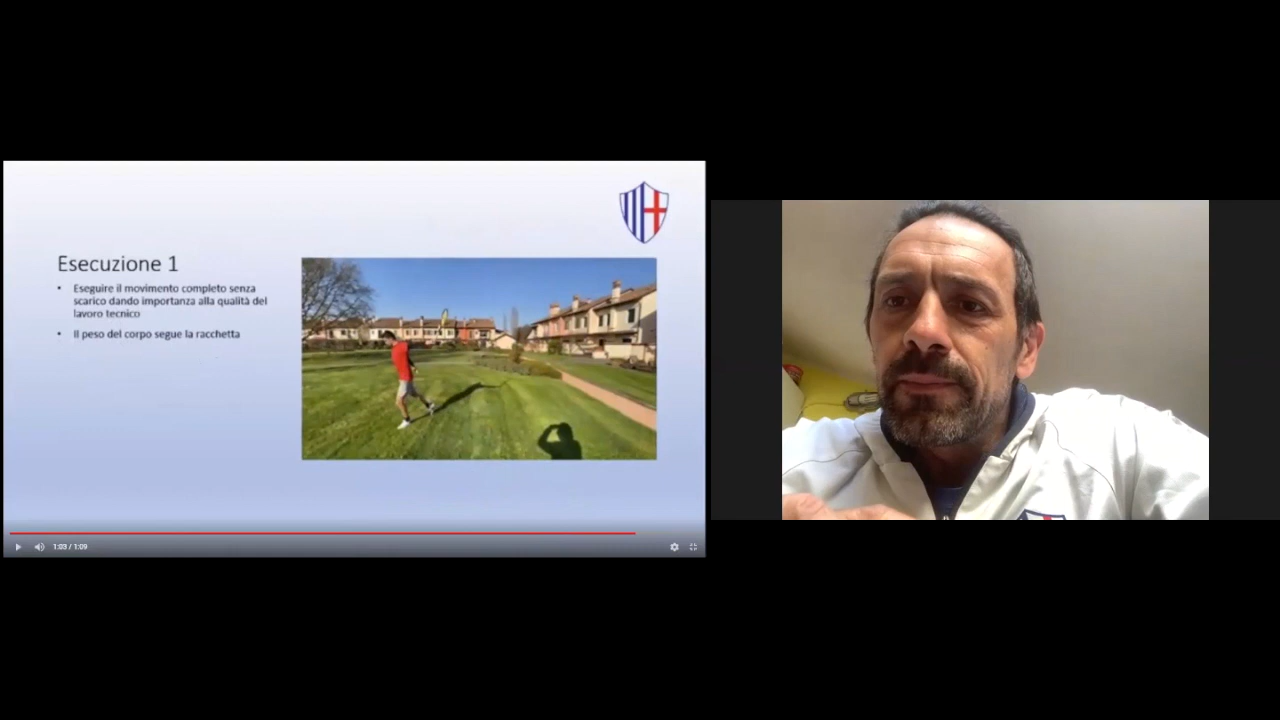 Esecuzione 1
• Eseguire il movimento completo senza
scarico dando importanza alla qualità del
lavoro tecnico
• Il peso del corpo segue la racchetta
1:03 / 1:09